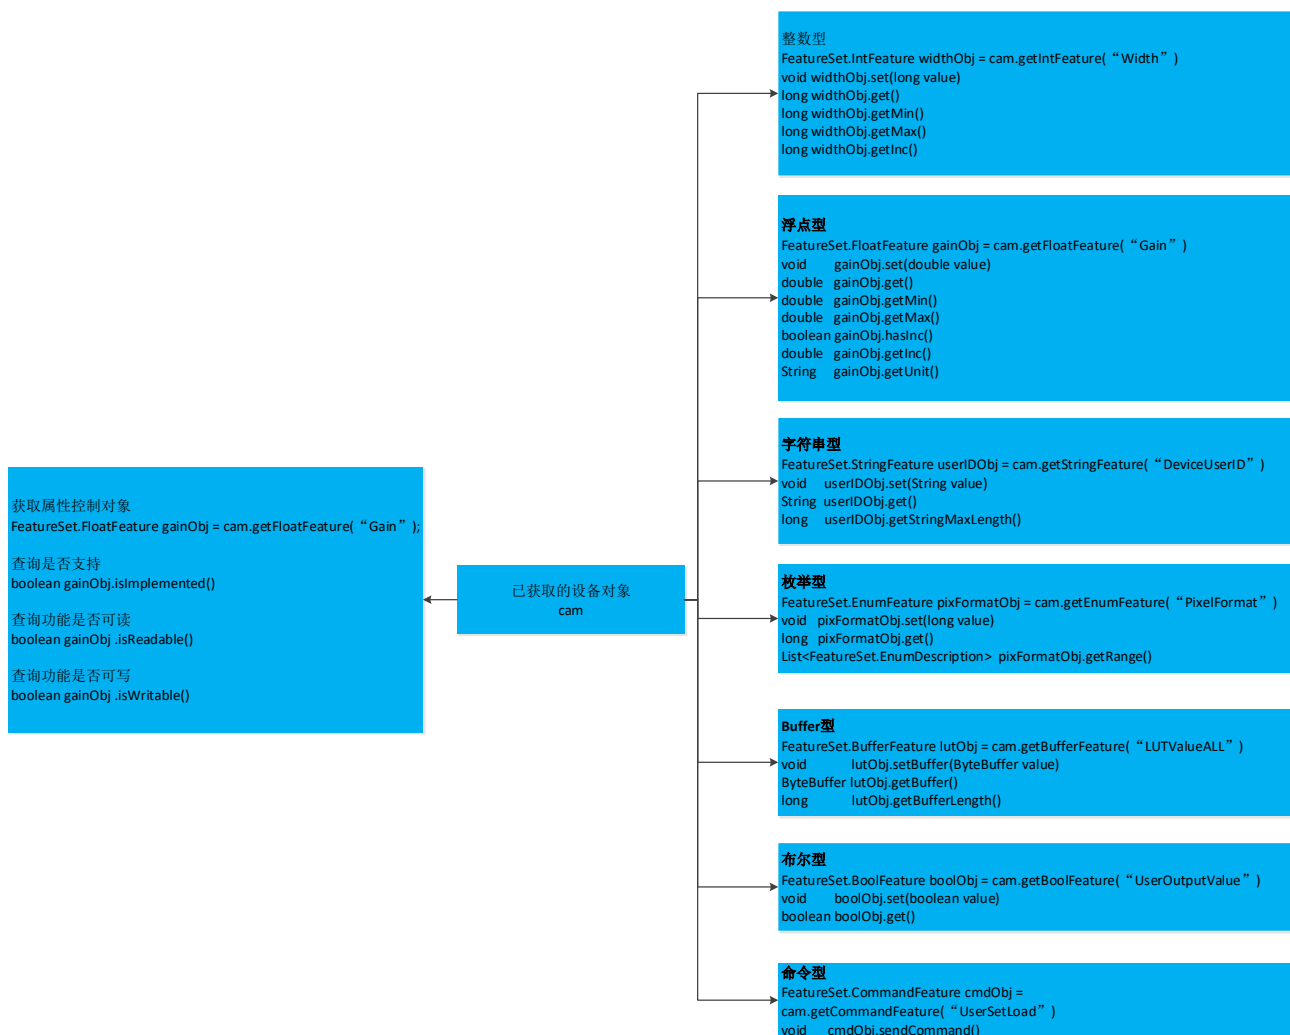 整数型
FeatureSet.IntFeature widthObj = cam.getIntFeature(“Width”)
void widthObj.set(long value)
long widthObj.get()
long widthObj.getMin()
long widthObj.getMax()
long widthObj.getInc()
浮点型
FeatureSet.FloatFeature gainObj = cam.getFloatFeature(“Gain”)
void gainObj.set(double value)
double gainObj.get()
double gainObj.getMin()
double gainObj.getMax()
boolean gainObj.hasInc()
double gainObj.getInc()
String gainObj.getUnit()
字符串型
FeatureSet.StringFeature userIDObj = cam.getStringFeature(“DeviceUserID”)
void userIDObj.set(String value)
String userIDObj.get()
long userIDObj.getStringMaxLength()
获取属性控制对象
FeatureSet.FloatFeature gainObj = cam.getFloatFeature(“Gain”);
查询是否支持
boolean gainObj.isImplemented()
查询功能是否可读
boolean gainObj .isReadable()
查询功能是否可写
boolean gainObj .isWritable()
已获取的设备对象
cam
枚举型
FeatureSet.EnumFeature pixFormatObj = cam.getEnumFeature(“PixelFormat”)
void pixFormatObj.set(long value)
long pixFormatObj.get()
List<FeatureSet.EnumDescription> pixFormatObj.getRange()
Buffer型
FeatureSet.BufferFeature lutObj = cam.getBufferFeature(“LUTValueALL”)
void lutObj.setBuffer(ByteBuffer value)
ByteBuffer lutObj.getBuffer()
long lutObj.getBufferLength()
布尔型
FeatureSet.BoolFeature boolObj = cam.getBoolFeature(“UserOutputValue”)
void boolObj.set(boolean value)
boolean boolObj.get()
命令型
FeatureSet.CommandFeature cmdObj =
cam.getCommandFeature(“UserSetLoad”)
void cmdObj.sendCommand()